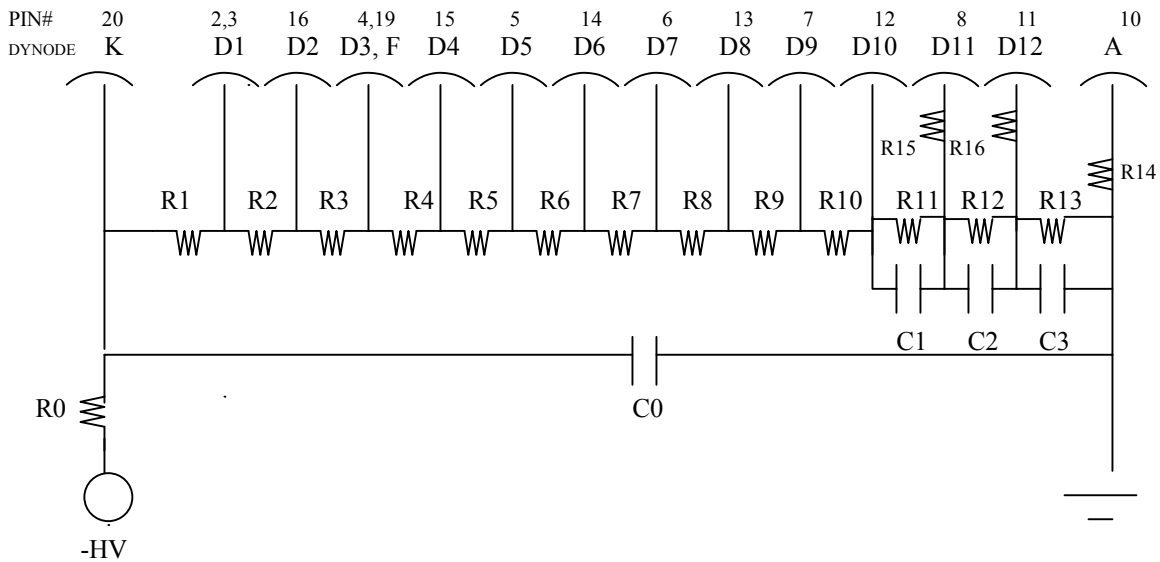 PIN# 20 2,3 16 4,19 15 5 14 6 13 7 12 8 11 10
DYNODE K D1 D2 D3, F D4 D5 D6 D7 D8 D9 D10 D11 D12 A
R15 R16
R14
R1 R2 R3 R4 R5 R6 R7 R8 R9 R10 R11 R12 R13
C1 C2 C3
R0 C0
-HV